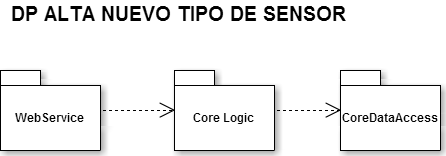 DP ALTA NUEVO TIPO DE SENSOR
WebService
Core Logic
CoreDataAccess